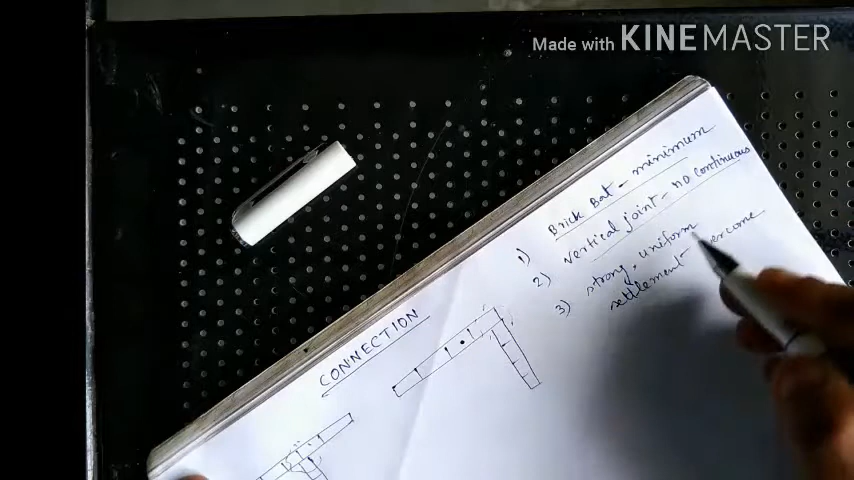 Made with KINEMASTER
1) Brick Bat - minimum
2) vertical joint - no continuous
3) strong, uniform
settlement
CONNECTION